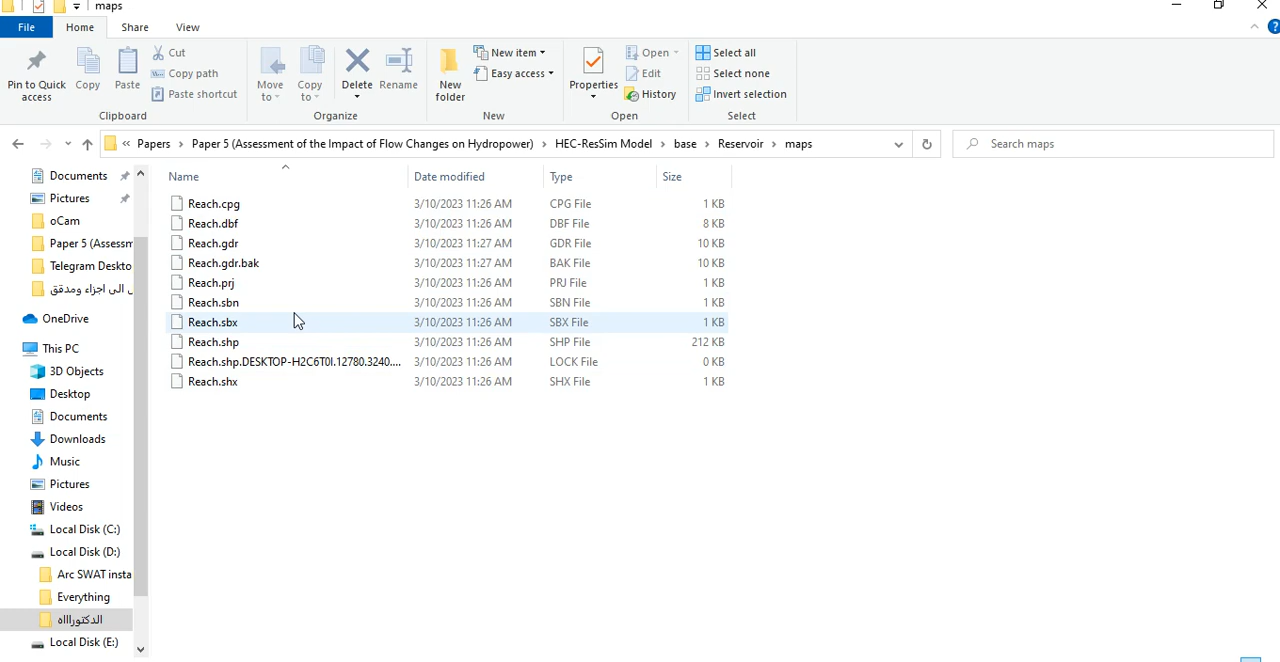 maps
File Home Share View
Pin to Quick access
Copy
Paste
Cut
Copy path
Paste shortcut
Clipboard
Move to
Copy to
Delete
Rename
Organize
New folder
New item
Easy access
New
Properties
Open
Edit
History
Open
Select all
Select none
Invert selection
Select
« Papers › Paper 5 (Assessment of the Impact of Flow Changes on Hydropower) › HEC-ResSim Model › base › Reservoir › maps
Search maps
Documents
Pictures
oCam
Paper 5 (Assessm
Telegram Deskto
ل الى اجزاء ومدقق
OneDrive
This PC
3D Objects
Desktop
Documents
Downloads
Music
Pictures
Videos
Local Disk (C:)
Local Disk (D:)
Arc SWAT insta
Everything
الدكتورااااه
Local Disk (E:)
Name Date modified Type Size
Reach.cpg 3/10/2023 11:26 AM CPG File 1 KB
Reach.dbf 3/10/2023 11:26 AM DBF File 8 KB
Reach.gdr 3/10/2023 11:27 AM GDR File 10 KB
Reach.gdr.bak 3/10/2023 11:27 AM BAK File 10 KB
Reach.prj 3/10/2023 11:26 AM PRJ File 1 KB
Reach.sbn 3/10/2023 11:26 AM SBN File 1 KB
Reach.sbx 3/10/2023 11:26 AM SBX File 1 KB
Reach.shp 3/10/2023 11:26 AM SHP File 212 KB
Reach.shp.DESKTOP-H2C6T0I.12780.3240.... 3/10/2023 11:26 AM LOCK File 0 KB
Reach.shx 3/10/2023 11:26 AM SHX File 1 KB